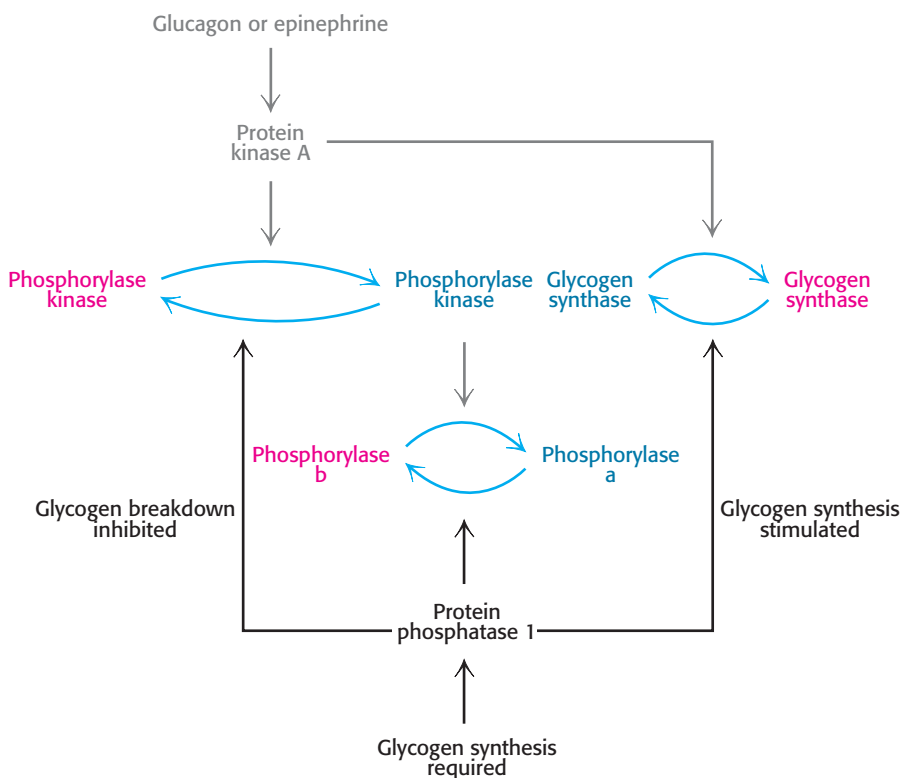 Glucagon or epinephrine
Protein
kinase A
Phosphorylase
kinase
Phosphorylase
kinase
Glycogen
synthase
Glycogen
synthase
Phosphorylase
b
Phosphorylase
a
Glycogen breakdown
inhibited
Glycogen synthesis
stimulated
Protein
phosphatase 1
Glycogen synthesis
required